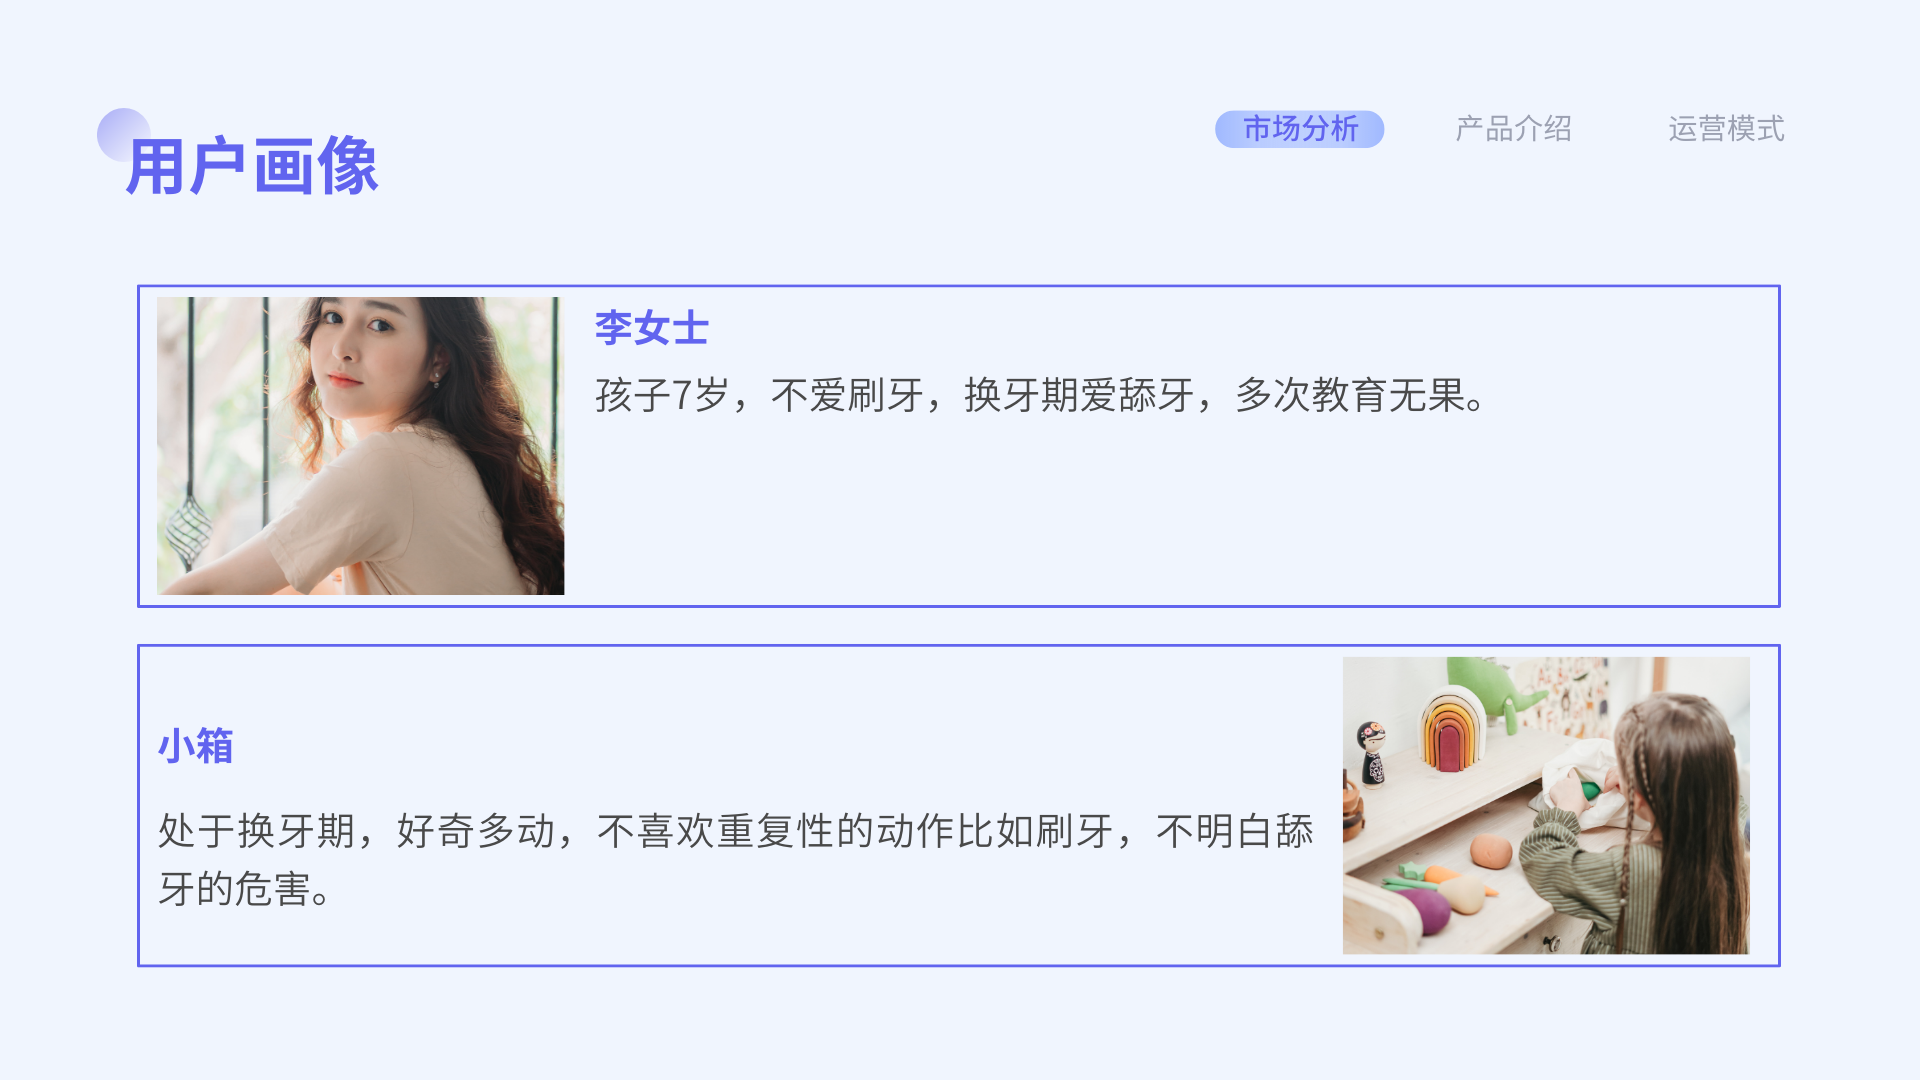 用户画像
市场分析
产品介绍
运营模式
李女士
孩子7岁，不爱刷牙，换牙期爱舔牙，多次教育无果。
小箱
处于换牙期，好奇多动，不喜欢重复性的动作比如刷牙，不明白舔
牙的危害。